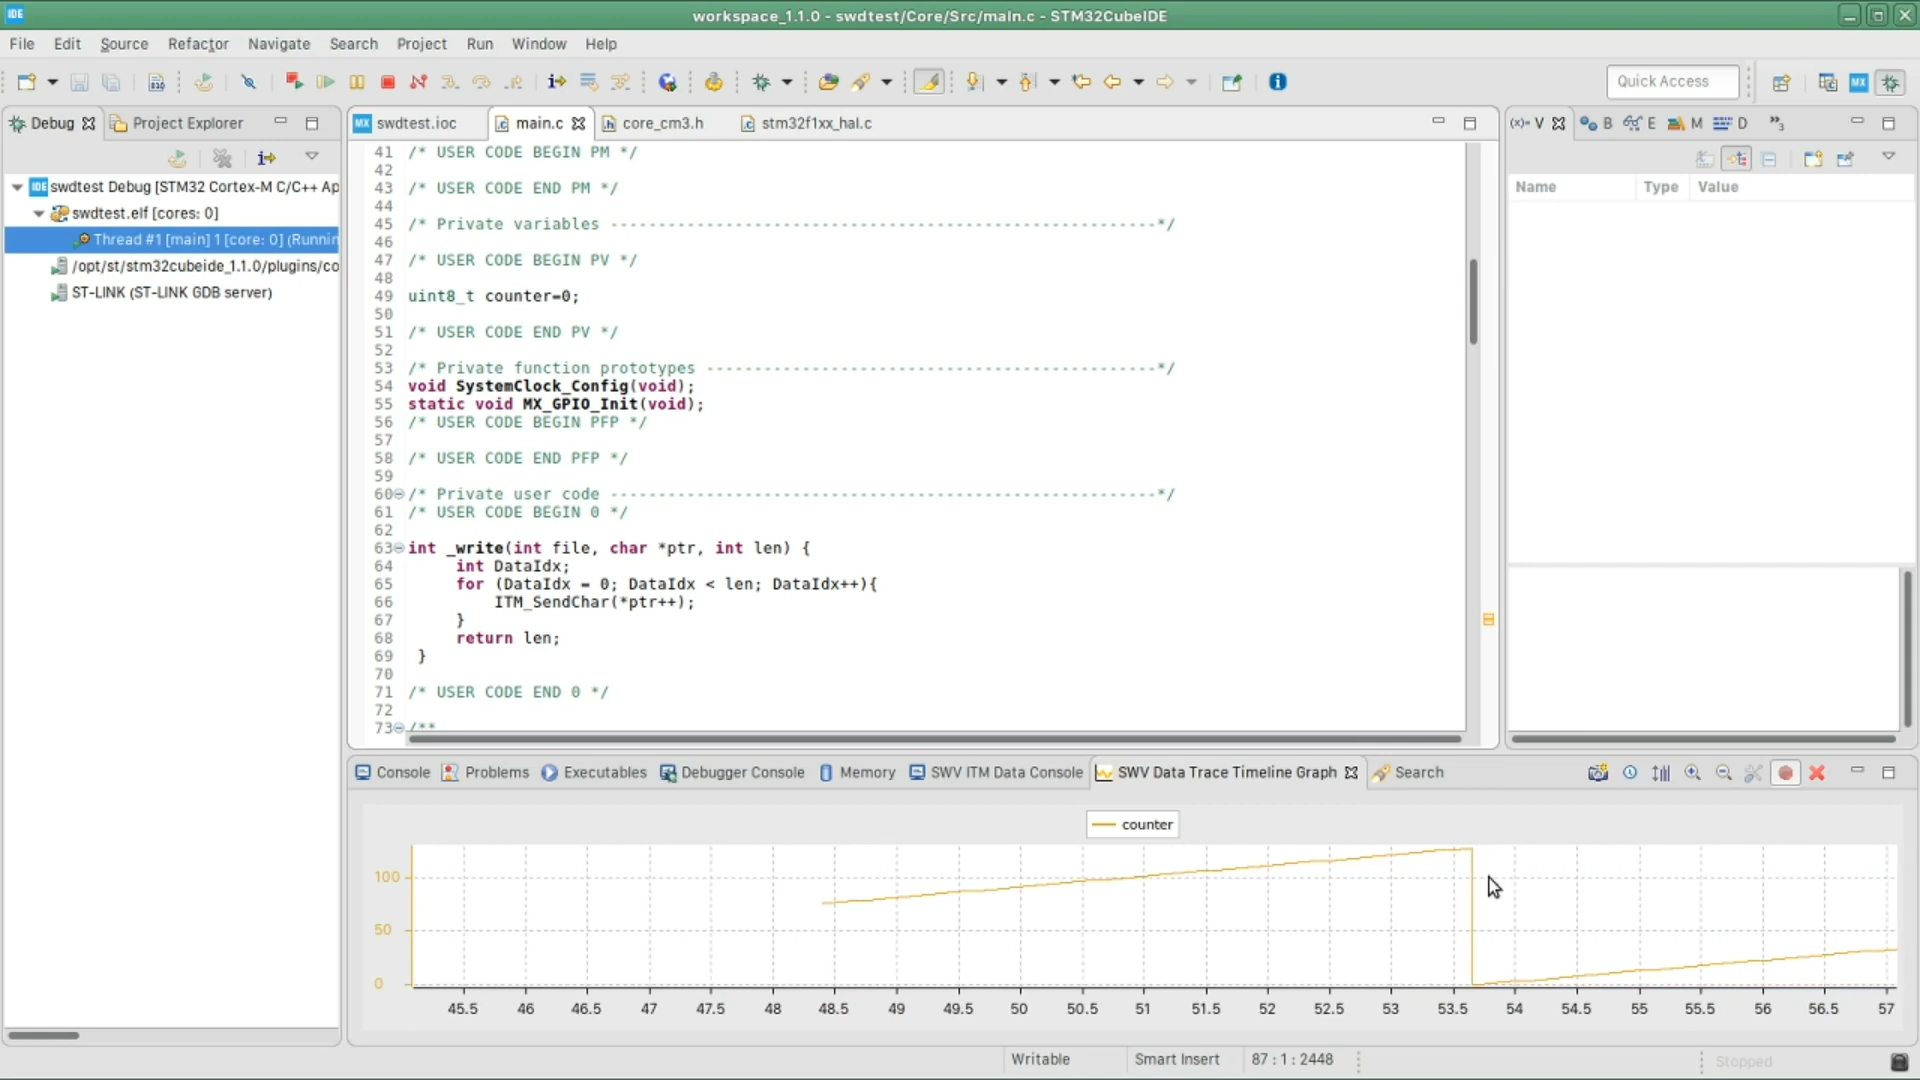 IDE
workspace_1.1.0 - swdtest/Core/Src/main.c - STM32CubeIDE
File Edit Source Refactor Navigate Search Project Run Window Help
Quick Access
Debug Project Explorer
swdtest Debug [STM32 Cortex-M C/C++ Ap
swdtest.elf [cores: 0]
Thread #1 [main] 1 [core: 0] (Runnin
/opt/st/stm32cubeide_1.1.0/plugins/co
ST-LINK (ST-LINK GDB server)
MX swdtest.ioc main.c core_cm3.h stm32f1xx_hal.c
41 /* USER CODE BEGIN PM */
42
43 /* USER CODE END PM */
44
45 /* Private variables ---------------------------------------------------------*/
46
47 /* USER CODE BEGIN PV */
48
49 uint8_t counter=0;
50
51 /* USER CODE END PV */
52
53 /* Private function prototypes -----------------------------------------------*/
54 void SystemClock_Config(void);
55 static void MX_GPIO_Init(void);
56 /* USER CODE BEGIN PFP */
57
58 /* USER CODE END PFP */
59
60 /* Private user code ---------------------------------------------------------*/
61 /* USER CODE BEGIN 0 */
62
63 int _write(int file, char *ptr, int len) {
64 int DataIdx;
65 for (DataIdx = 0; DataIdx < len; DataIdx++){
66 ITM_SendChar(*ptr++);
67 }
68 return len;
69 }
70
71 /* USER CODE END 0 */
72
73 /**
(x)= V B E M D
Name Type Value
Console Problems Executables Debugger Console Memory SWV ITM Data Console SWV Data Trace Timeline Graph Search
counter
100
50
0
45.5 46 46.5 47 47.5 48 48.5 49 49.5 50 50.5 51 51.5 52 52.5 53 53.5 54 54.5 55 55.5 56 56.5 57
Writable Smart Insert 87 : 1 : 2448 Stopped